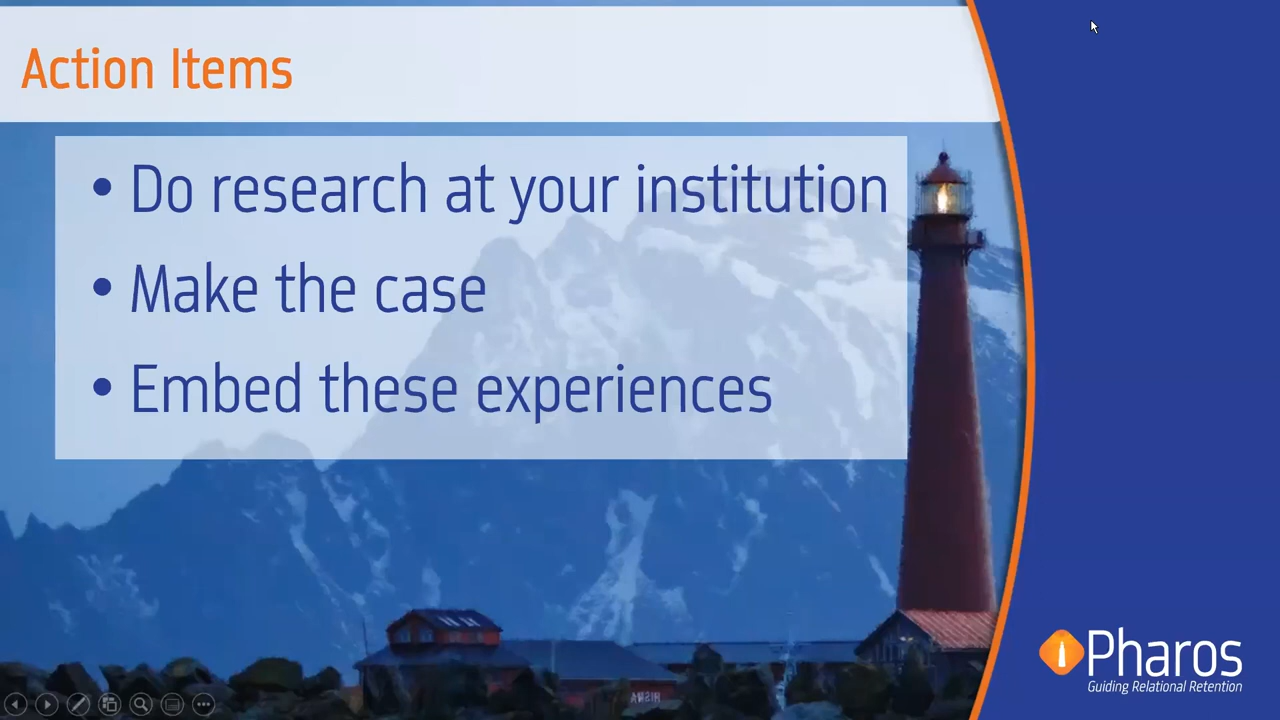 Action Items
• Do research at your institution
• Make the case
• Embed these experiences
Pharos
Guiding Relational Retention